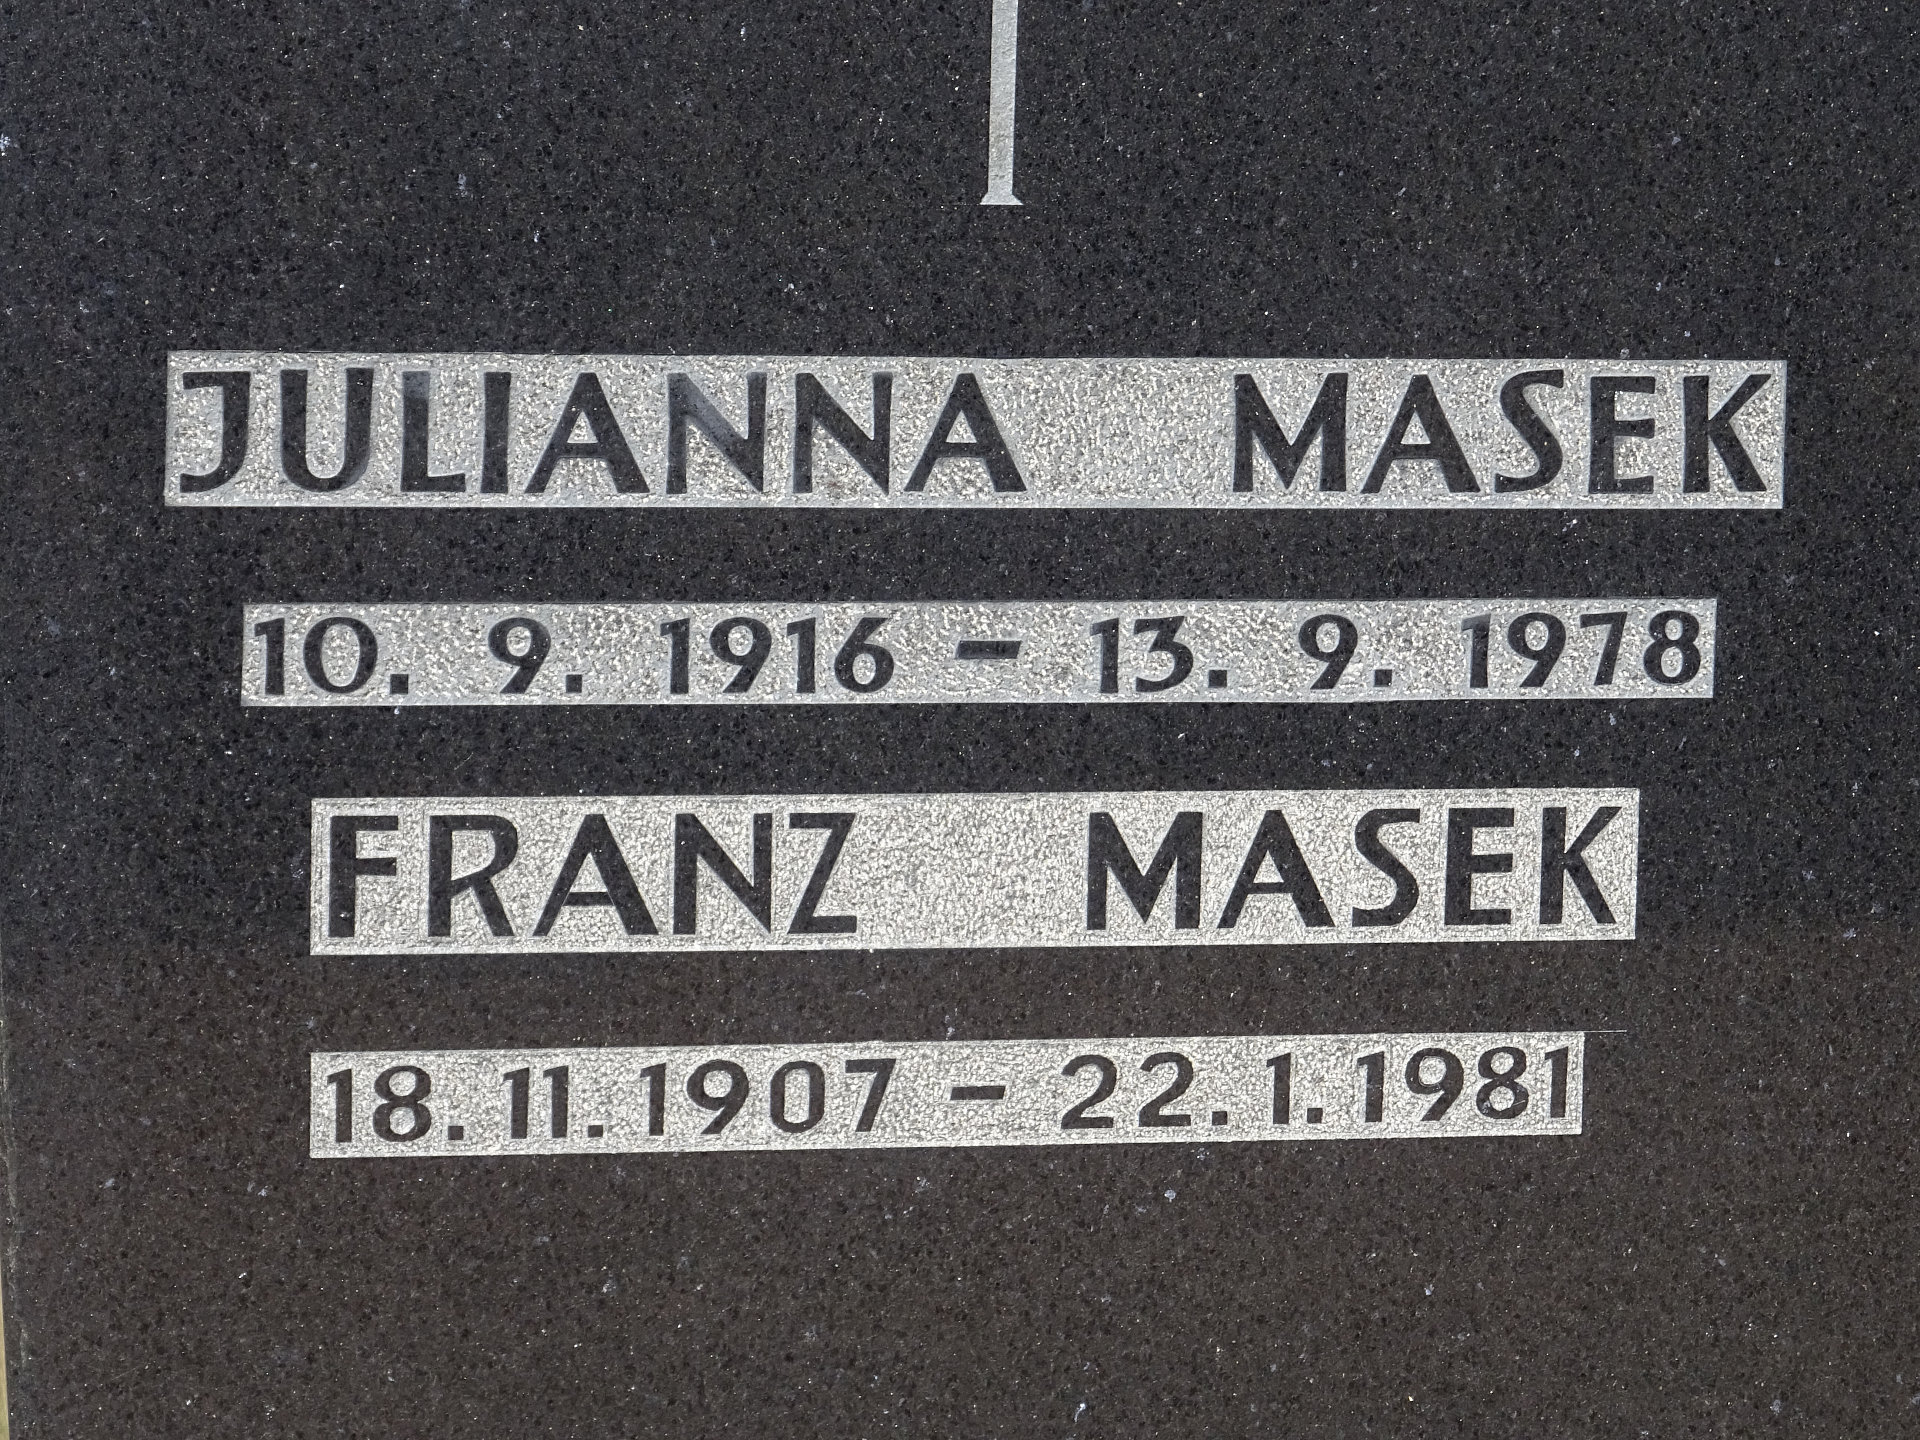 JULIANNA MASEK
10. 9. 1916 – 13. 9. 1978
FRANZ MASEK
18. 11. 1907 – 22. 1. 1981